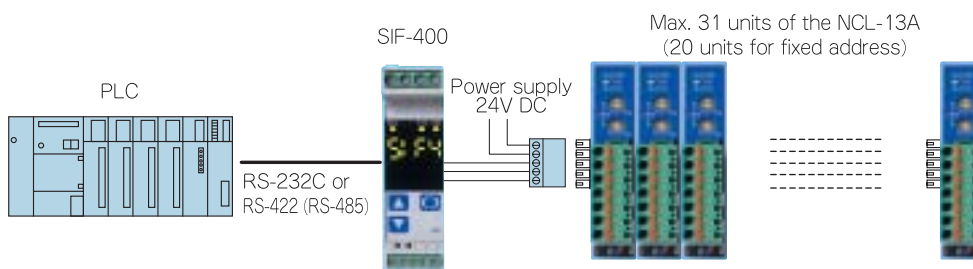 Max. 31 units of the NCL-13A
(20 units for fixed address)
SIF-400
PLC
Power supply
24V DC
RS-232C or
RS-422 (RS-485)